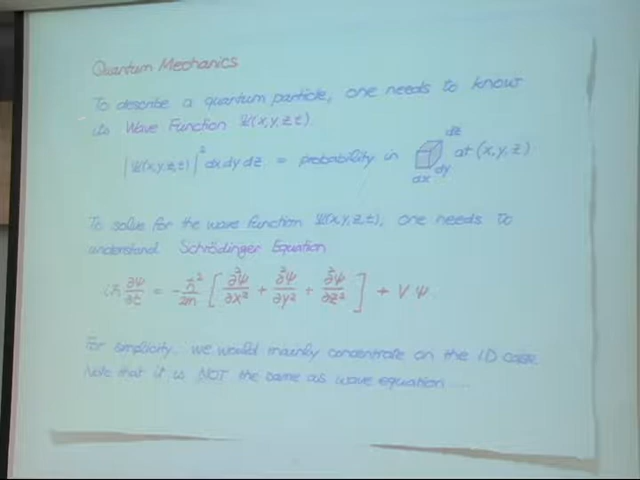 Quantum Mechanics
To describe a quantum particle, one needs to know
its Wave Function Ψ(x,y,z,t)
|Ψ(x,y,z,t)|² dx dy dz = probability in dx dy dz at (x,y,z)
To solve for the wave function Ψ(x,y,z,t), one needs to
understand Schrödinger Equation
iħ ∂Ψ/∂t = -ħ²/2m [∂²Ψ/∂x² + ∂²Ψ/∂y² + ∂²Ψ/∂z²] + VΨ
For simplicity, we would mainly concentrate on the 1D case.
Note that it is NOT the same as wave equation ....